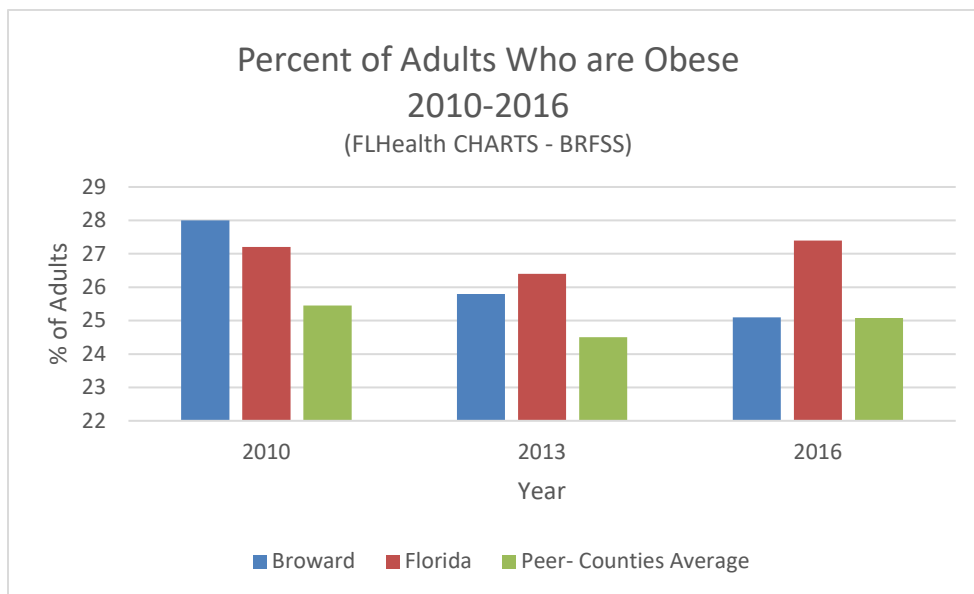 Percent of Adults Who are Obese
2010-2016
(FLHealth CHARTS - BRFSS)
29
28
27
26
25
24
23
22
% of Adults
2010 2013 2016
Year
Broward Florida Peer- Counties Average